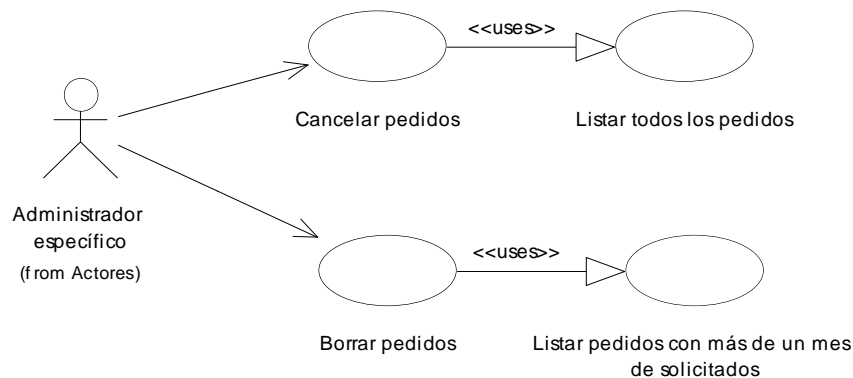 <<uses>>
Cancelar pedidos
Listar todos los pedidos
Administrador
específico
(from Actores)
<<uses>>
Borrar pedidos
Listar pedidos con más de un mes
de solicitados